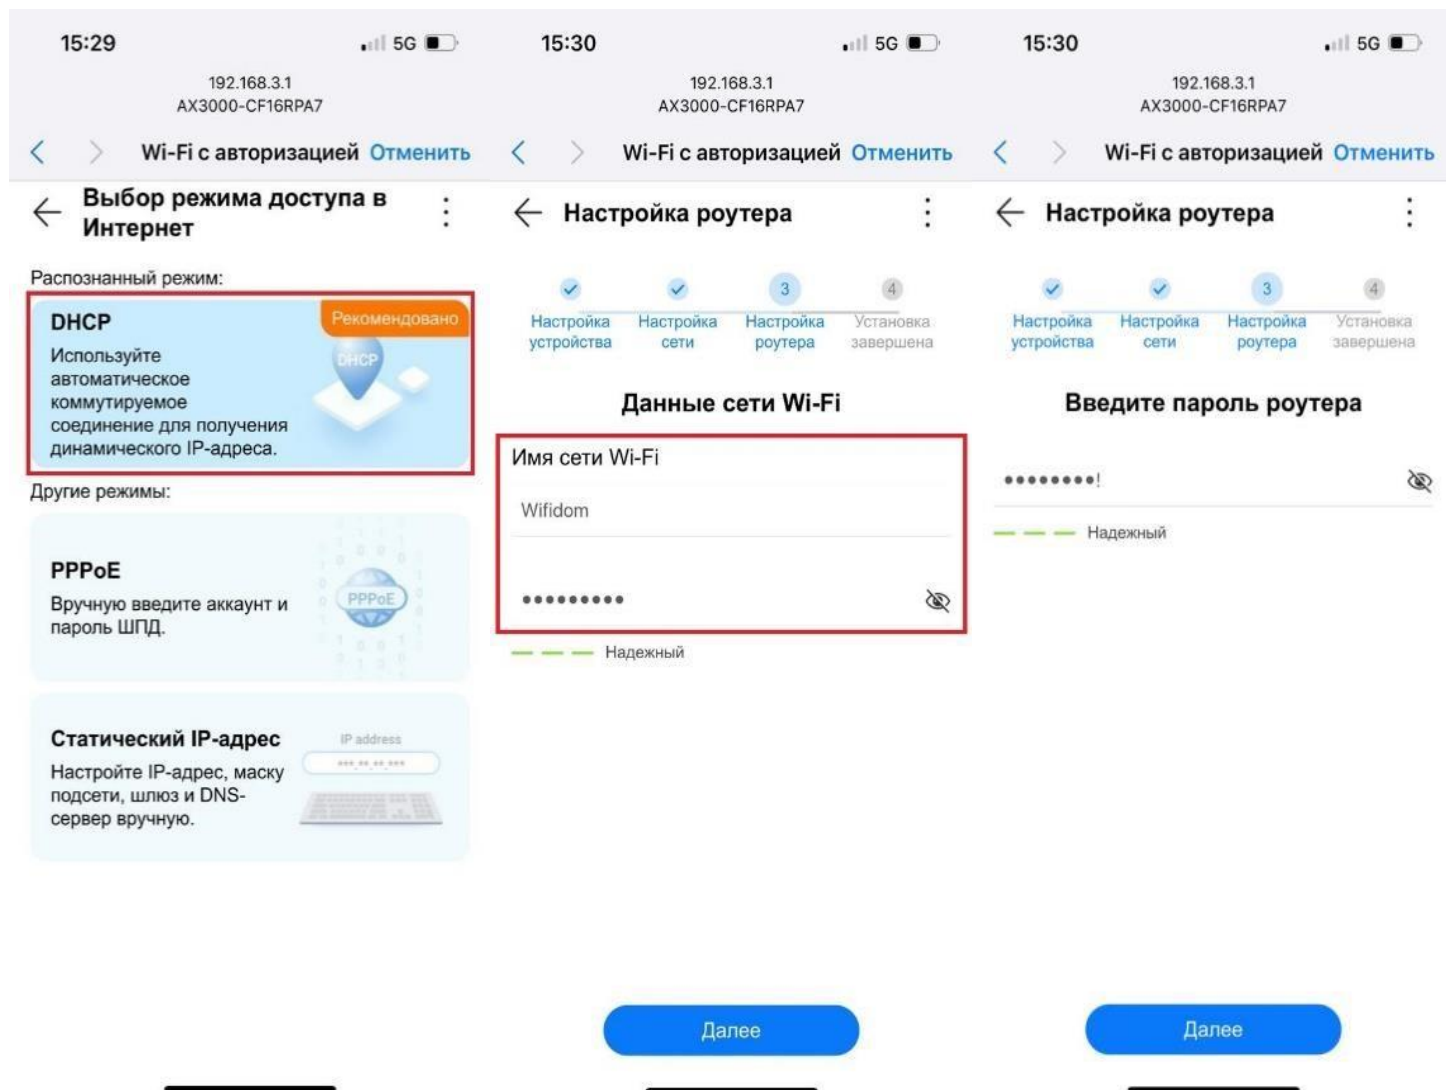 15:29
5G
192.168.3.1
AX3000-CF16RPA7
Wi-Fi с авторизацией Отменить
Выбор режима доступа в
Интернет
Распознанный режим:
DHCP
Рекомендовано
DHCP
Используйте
автоматическое
коммутируемое
соединение для получения
динамического IP-адреса.
Другие режимы:
PPPoE
Вручную введите аккаунт и
пароль ШПД.
PPPoE
Статический IP-адрес
Настройте IP-адрес, маску
подсети, шлюз и DNS-
сервер вручную.
IP address
***.**.**.***
15:30
5G
192.168.3.1
AX3000-CF16RPA7
Wi-Fi с авторизацией Отменить
Настройка роутера
3
4
Настройка
устройства
Настройка
сети
Настройка
роутера
Установка
завершена
Данные сети Wi-Fi
Имя сети Wi-Fi
Wifidom
•••••••••
Надежный
Далее
15:30
5G
192.168.3.1
AX3000-CF16RPA7
Wi-Fi с авторизацией Отменить
Настройка роутера
3
4
Настройка
устройства
Настройка
сети
Настройка
роутера
Установка
завершена
Введите пароль роутера
••••••••!
Надежный
Далее